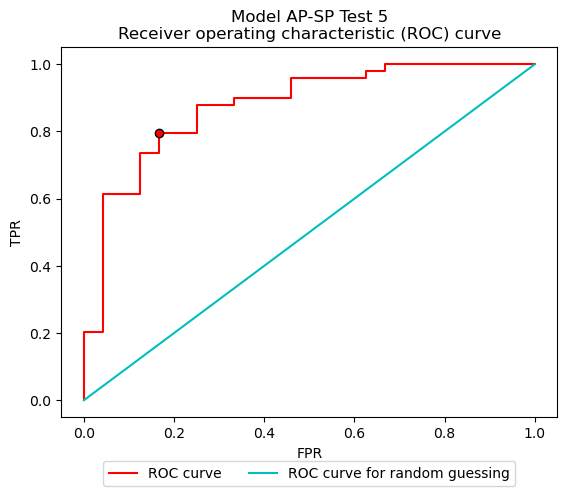 Model AP-SP Test 5
Receiver operating characteristic (ROC) curve
1.0
0.8
0.6
0.4
0.2
0.0
TPR
0.0 0.2 0.4 0.6 0.8 1.0
FPR
ROC curve ROC curve for random guessing